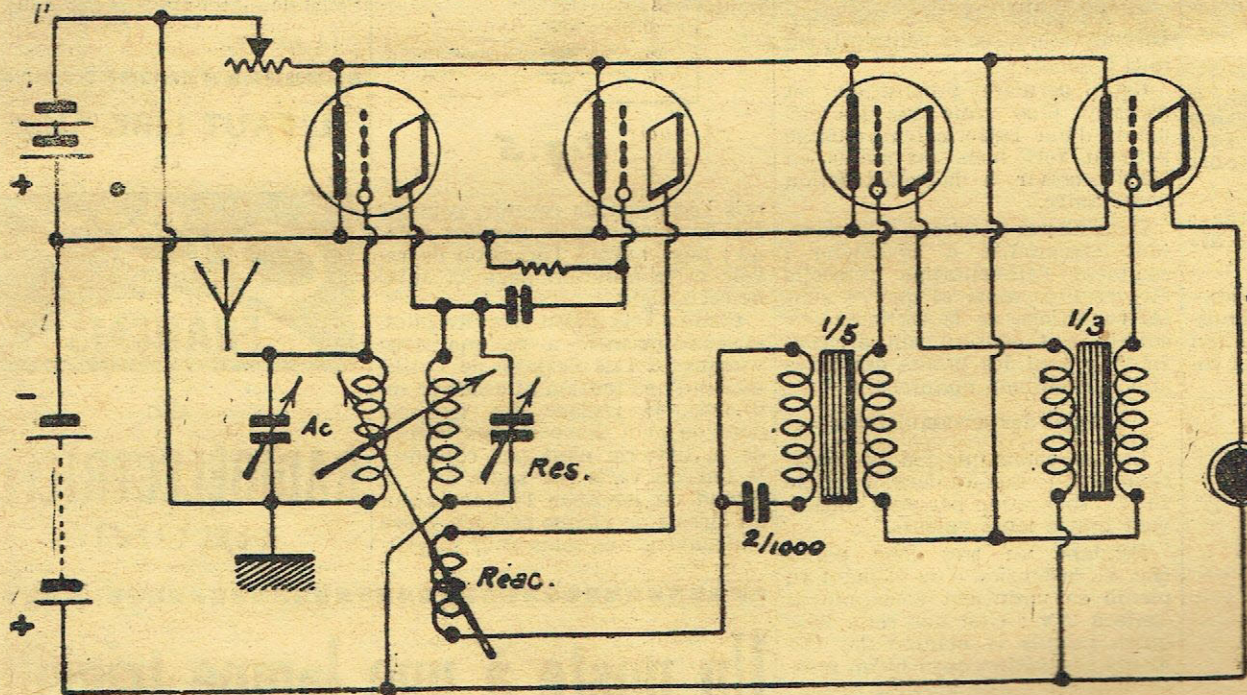 +
-
+
Ac
Res.
Reac.
1/5
2/1000
1/3